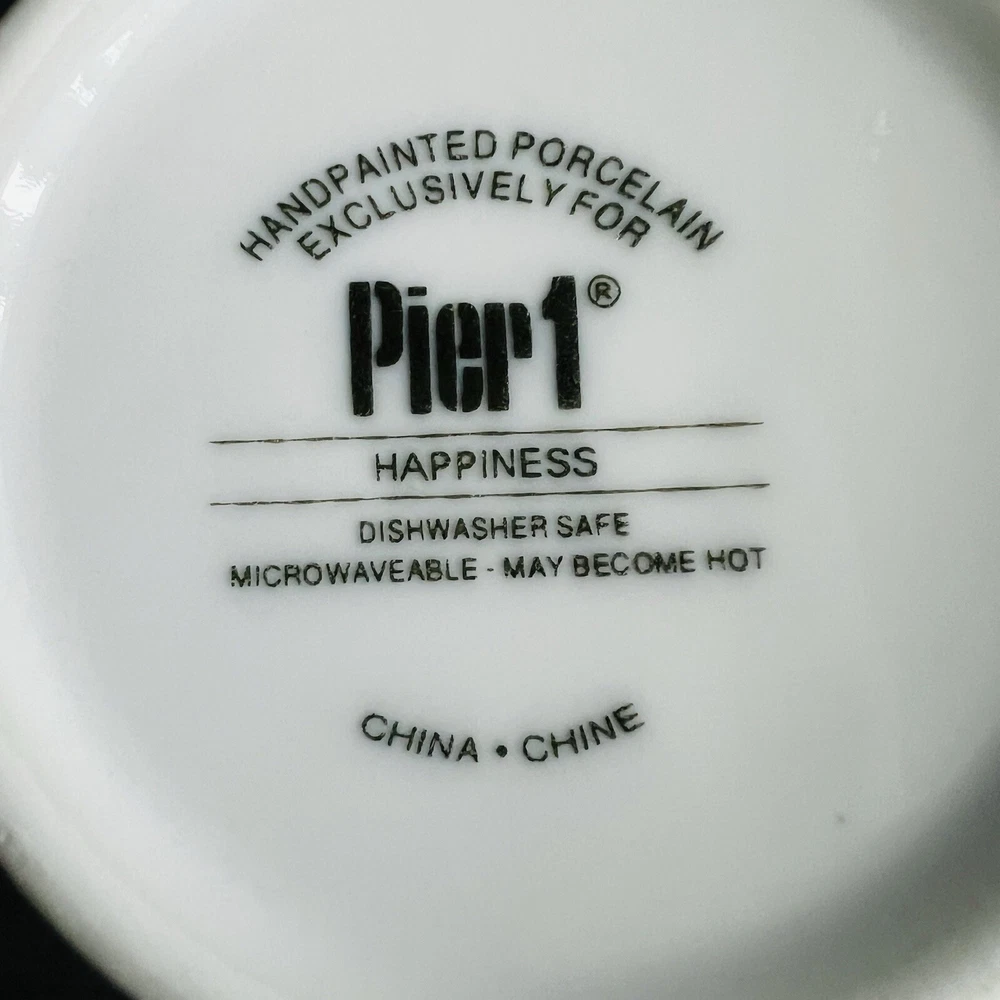 HANDPAINTED PORCELAIN
EXCLUSIVELY FOR
Pier1®
HAPPINESS
DISHWASHER SAFE
MICROWAVEABLE - MAY BECOME HOT
CHINA • CHINE